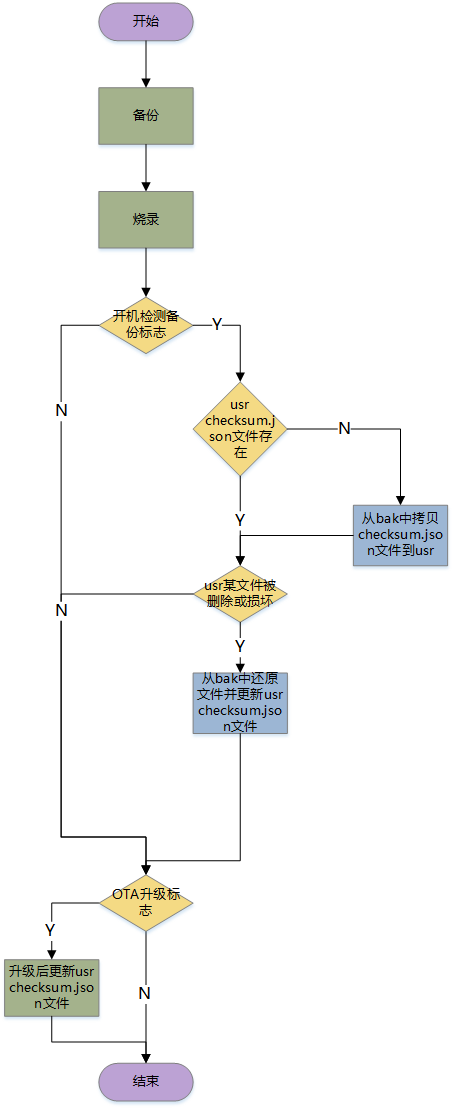 开始
备份
烧录
开机检测备
份标志
Y
N
usr
checksum.j
son文件存
在
N
Y
从bak中拷贝
checksum.jso
n文件到usr
usr某文件被
删除或损坏
N
Y
从bak中还原
文件并更新usr
checksum.jso
n文件
OTA升级标
志
Y
N
升级后更新usr
checksum.jso
n文件
结束